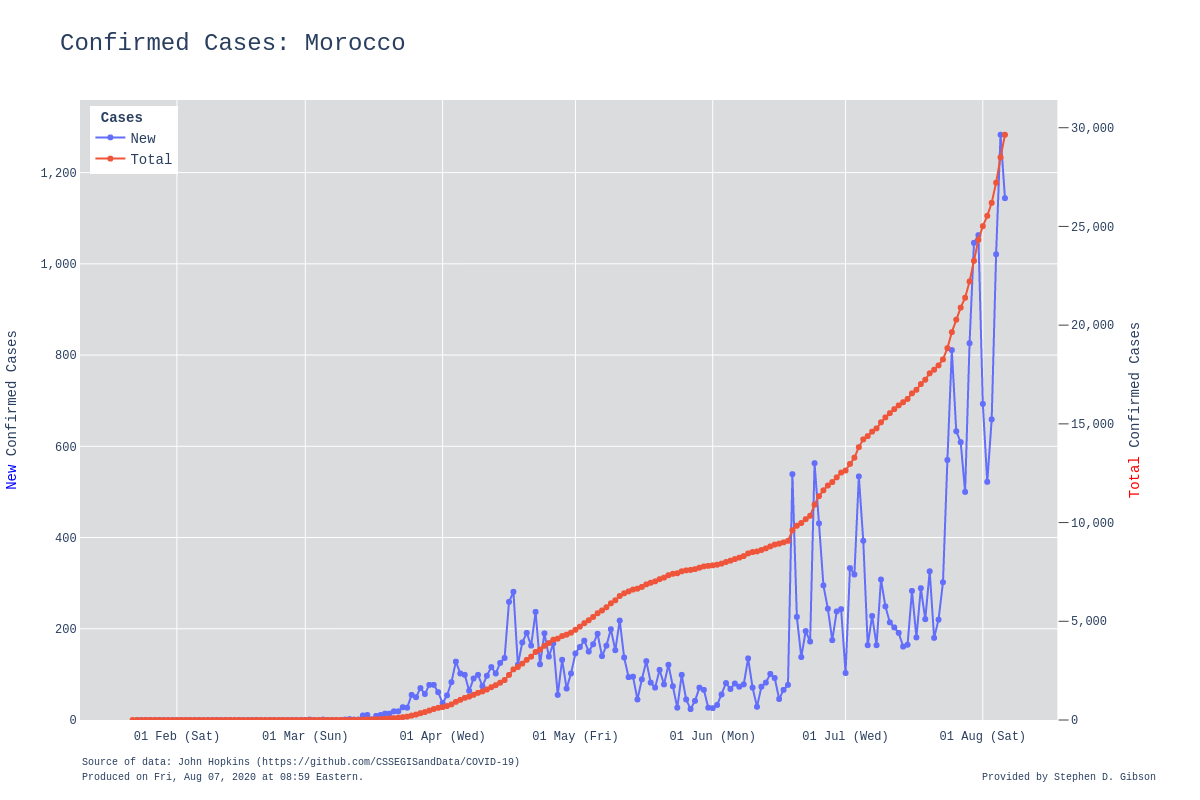 Confirmed Cases: Morocco
Cases
New
Total
1,200
1,000
800
600
400
200
0
30,000
25,000
20,000
15,000
10,000
5,000
0
New Confirmed Cases
Total Confirmed Cases
01 Feb (Sat)
01 Mar (Sun)
01 Apr (Wed)
01 May (Fri)
01 Jun (Mon)
01 Jul (Wed)
01 Aug (Sat)
Source of data: John Hopkins (https://github.com/CSSEGISandData/COVID-19)
Produced on Fri, Aug 07, 2020 at 08:59 Eastern.
Provided by Stephen D. Gibson